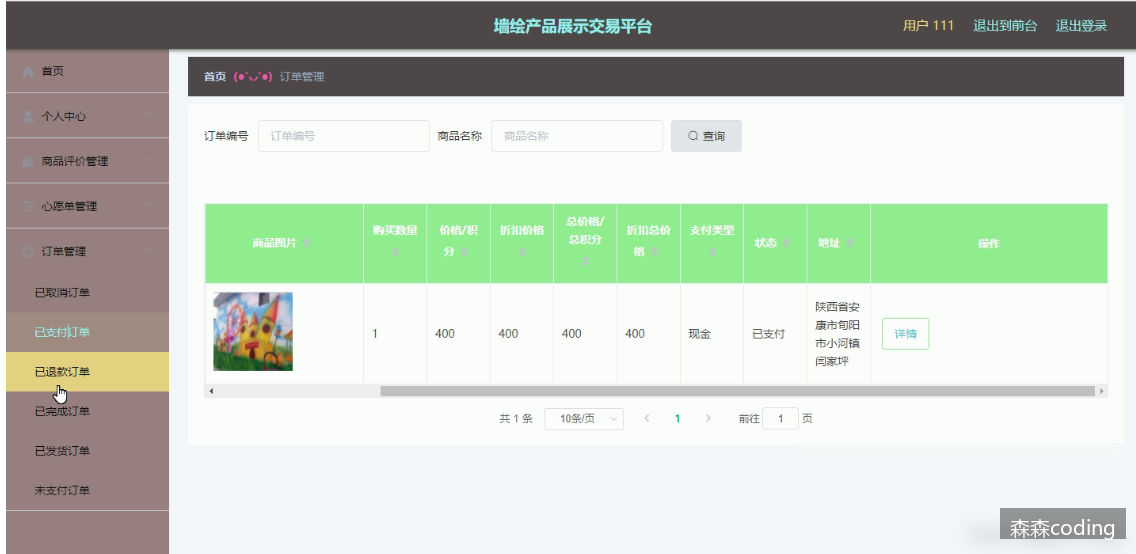 墙绘产品展示交易平台
用户 111 退出到前台 退出登录
首页
个人中心
商品评价管理
心愿单管理
订单管理
已取消订单
已支付订单
已退款订单
已完成订单
已发货订单
未支付订单
首页 (●'◡'●) 订单管理
订单编号 订单编号 商品名称 商品名称 查询
商品图片
购买数量
价格/积
分
折扣价格
总价格/
总积分
折扣总价
格
支付类型
状态
地址
操作
1
400
400
400
400
现金
已支付
陕西省安
康市旬阳
市小河镇
闫家坪
详情
共 1 条 10条/页 1 前往 1 页
森森coding